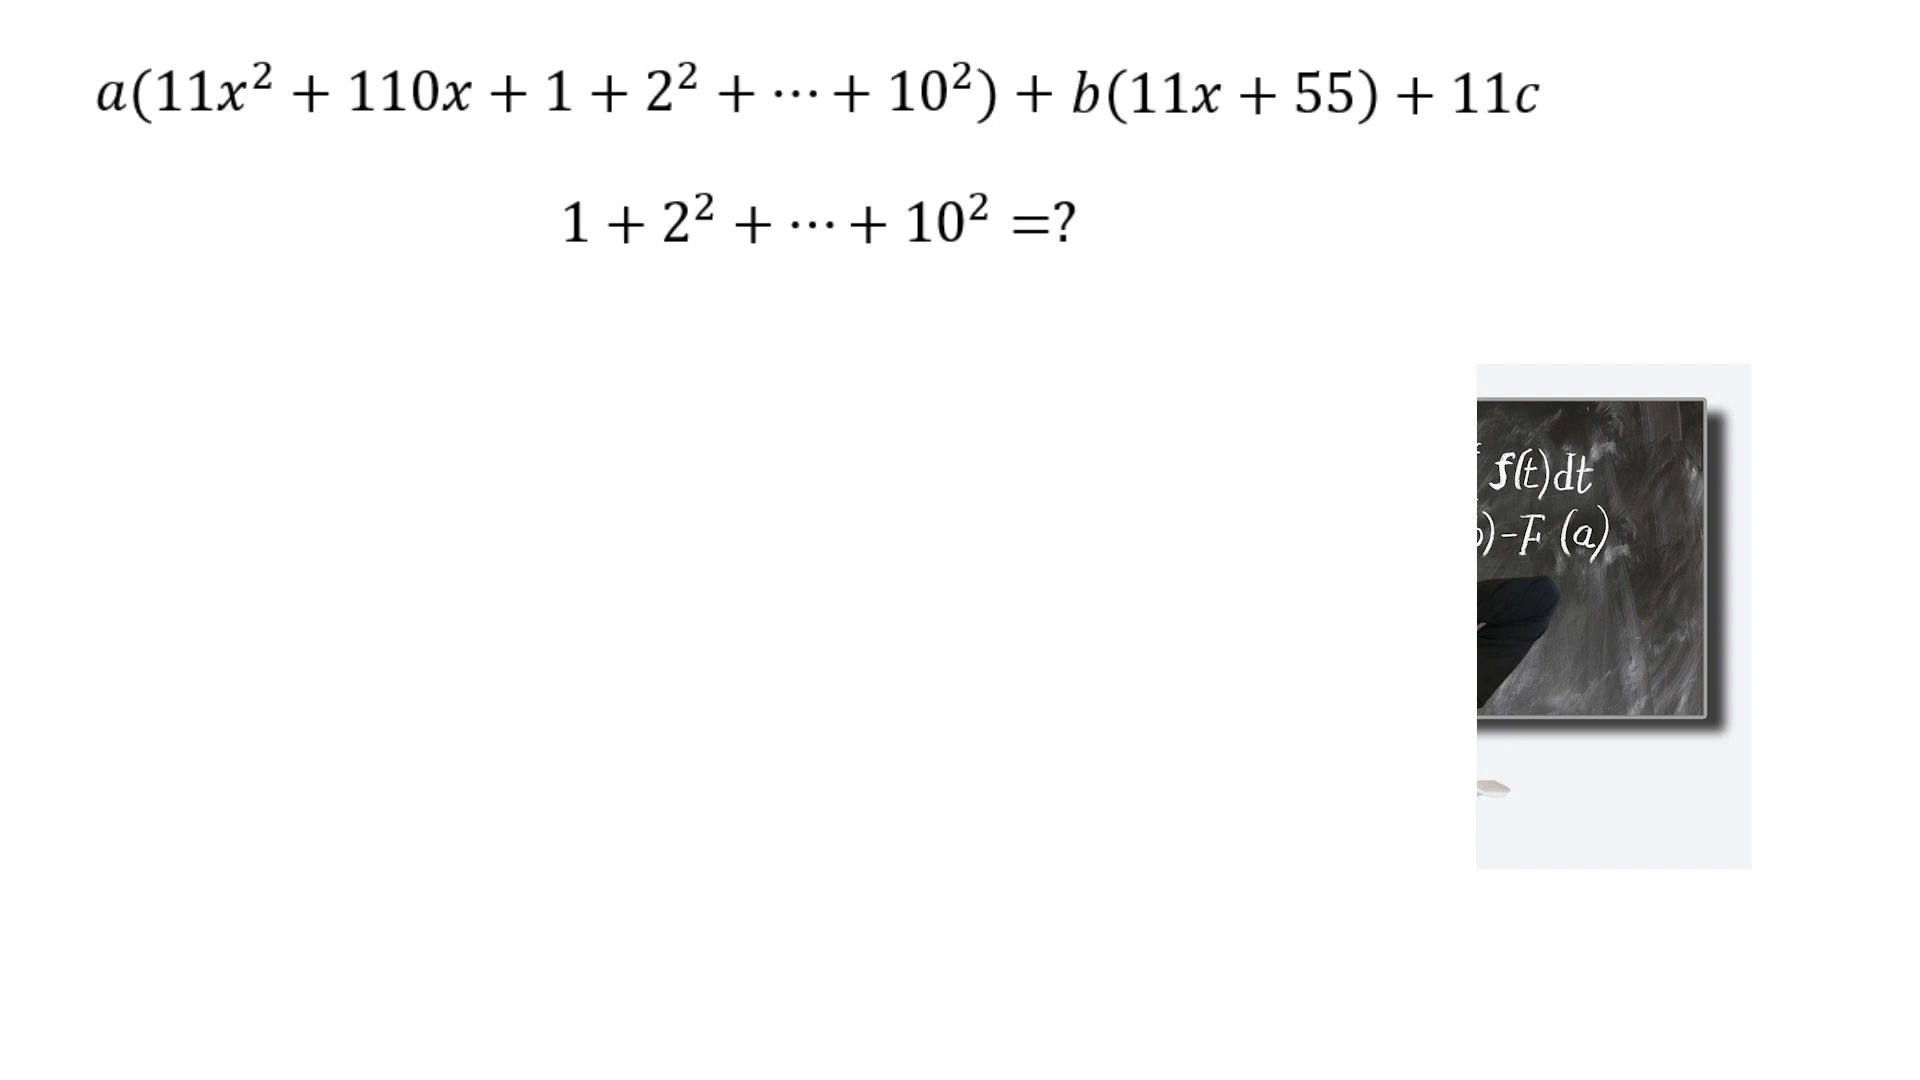 a(11x² + 110x + 1 + 2² + ⋯ + 10²) + b(11x + 55) + 11c
1 + 2² + ⋯ + 10² =?
f(t)dt
)-F (a)